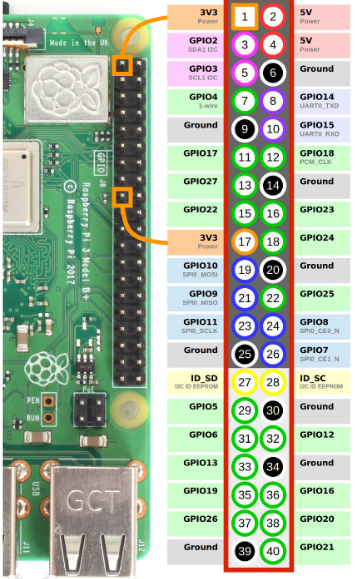 Made in the UK
GPIO
J8
© Raspberry Pi 2017
Raspberry Pi 3 Model B+
PoE
PEN
RUN
USB
GCT
J11
J12
3V3 1 2 5V
Power Power
GPIO2 3 4 5V
SDA1 I2C Power
GPIO3 5 6 Ground
SCL1 I2C
GPIO4 7 8 GPIO14
1-wire UART0_TXD
Ground 9 10 GPIO15
UART0_RXD
GPIO17 11 12 GPIO18
PCM_CLK
GPIO27 13 14 Ground
GPIO22 15 16 GPIO23
3V3 17 18 GPIO24
Power
GPIO10 19 20 Ground
SPI0_MOSI
GPIO9 21 22 GPIO25
SPI0_MISO
GPIO11 23 24 GPIO8
SPI0_SCLK SPI0_CE0_N
Ground 25 26 GPIO7
SPI0_CE1_N
ID_SD 27 28 ID_SC
I2C ID EEPROM I2C ID EEPROM
GPIO5 29 30 Ground
GPIO6 31 32 GPIO12
GPIO13 33 34 Ground
GPIO19 35 36 GPIO16
GPIO26 37 38 GPIO20
Ground 39 40 GPIO21